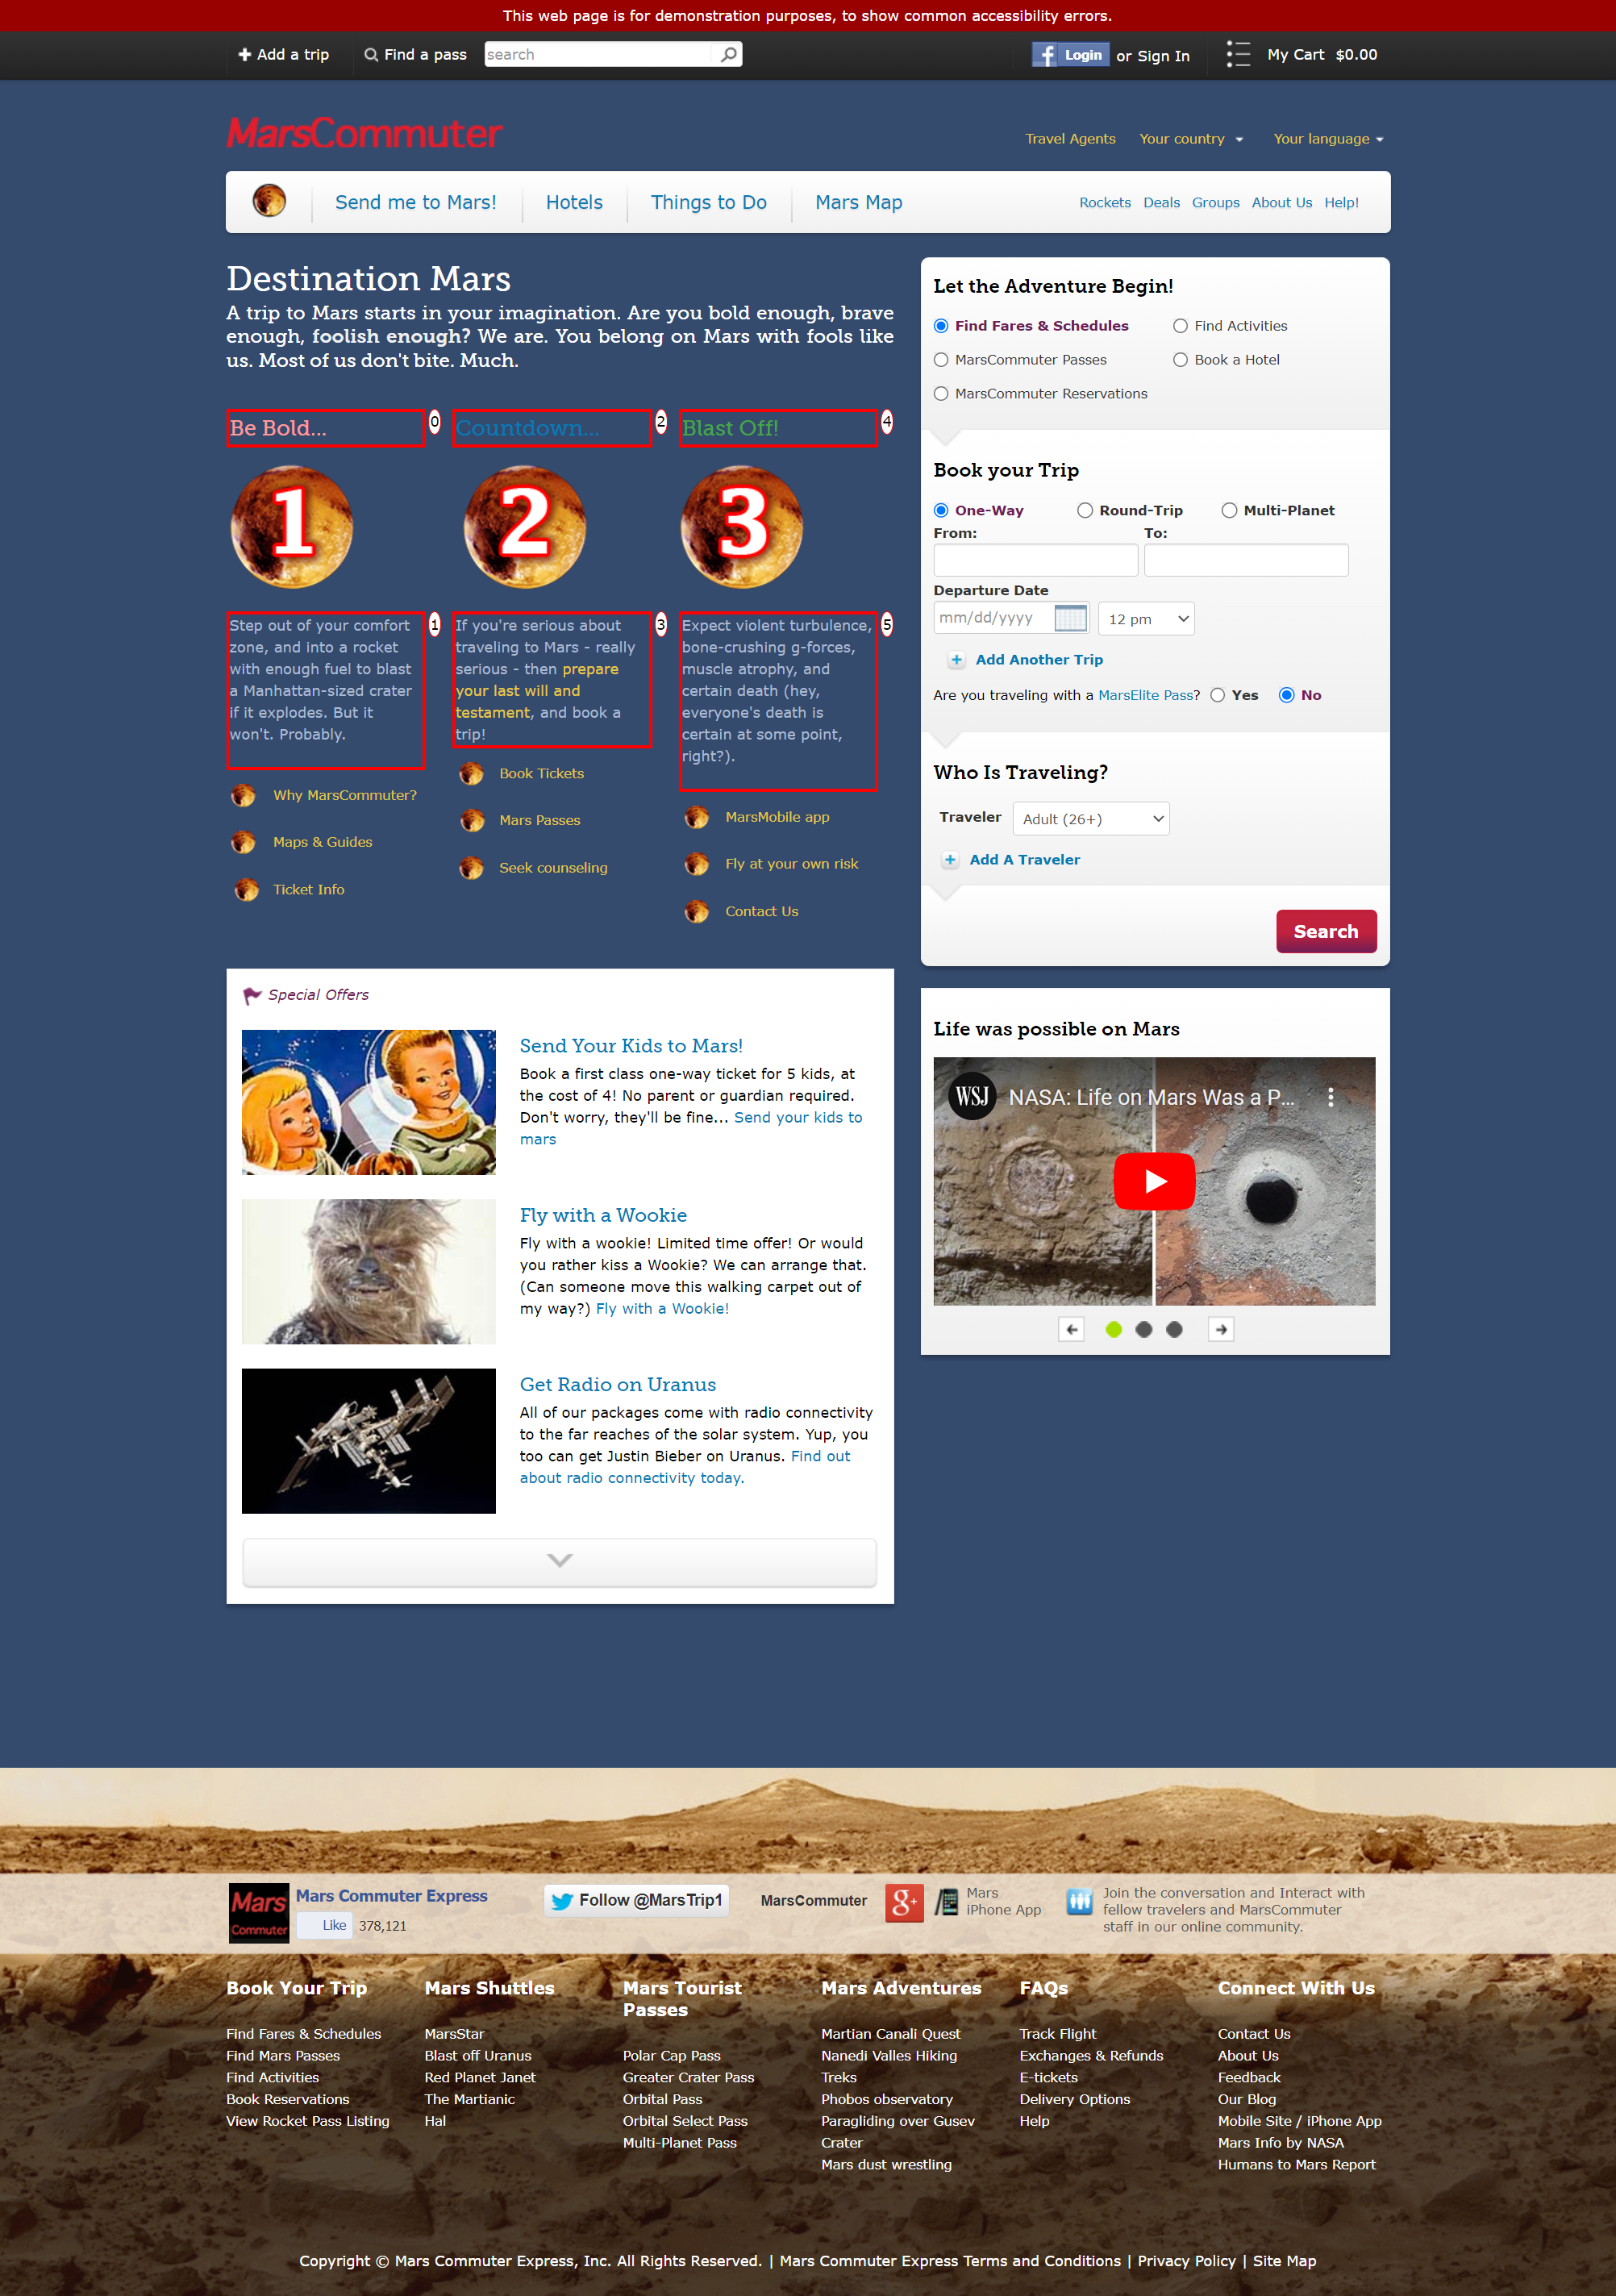 This web page is for demonstration purposes, to show common accessibility errors.
Add a trip
Find a pass
search
Login or Sign In
My Cart $0.00
MarsCommuter
Travel Agents
Your country
Your language
Send me to Mars!
Hotels
Things to Do
Mars Map
Rockets
Deals
Groups
About Us
Help!
Destination Mars
A trip to Mars starts in your imagination. Are you bold enough, brave
enough, foolish enough? We are. You belong on Mars with fools like
us. Most of us don't bite. Much.
Be Bold...
0
1
Step out of your comfort
zone, and into a rocket
with enough fuel to blast
a Manhattan-sized crater
if it explodes. But it
won't. Probably.
1
Why MarsCommuter?
Maps & Guides
Ticket Info
Countdown...
2
2
If you're serious about
traveling to Mars - really
serious - then prepare
your last will and
testament, and book a
trip!
3
Book Tickets
Mars Passes
Seek counseling
Blast Off!
4
3
Expect violent turbulence,
bone-crushing g-forces,
muscle atrophy, and
certain death (hey,
everyone's death is
certain at some point,
right?).
5
MarsMobile app
Fly at your own risk
Contact Us
Let the Adventure Begin!
Find Fares & Schedules
Find Activities
MarsCommuter Passes
Book a Hotel
MarsCommuter Reservations
Book your Trip
One-Way
Round-Trip
Multi-Planet
From:
To:
Departure Date
mm/dd/yyyy
12 pm
Add Another Trip
Are you traveling with a MarsElite Pass? Yes No
Who Is Traveling?
Traveler
Adult (26+)
Add A Traveler
Search
Special Offers
Send Your Kids to Mars!
Book a first class one-way ticket for 5 kids, at
the cost of 4! No parent or guardian required.
Don't worry, they'll be fine... Send your kids to
mars
Fly with a Wookie
Fly with a wookie! Limited time offer! Or would
you rather kiss a Wookie? We can arrange that.
(Can someone move this walking carpet out of
my way?) Fly with a Wookie!
Get Radio on Uranus
All of our packages come with radio connectivity
to the far reaches of the solar system. Yup, you
too can get Justin Bieber on Uranus. Find out
about radio connectivity today.
Life was possible on Mars
WSJ
NASA: Life on Mars Was a P...
Mars
Commuter
Mars Commuter Express
Like
378,121
Follow @MarsTrip1
MarsCommuter
g+
Mars
iPhone App
Join the conversation and Interact with
fellow travelers and MarsCommuter
staff in our online community.
Book Your Trip
Find Fares & Schedules
Find Mars Passes
Find Activities
Book Reservations
View Rocket Pass Listing
Mars Shuttles
MarsStar
Blast off Uranus
Red Planet Janet
The Martianic
Hal
Mars Tourist
Passes
Polar Cap Pass
Greater Crater Pass
Orbital Pass
Orbital Select Pass
Multi-Planet Pass
Mars Adventures
Martian Canali Quest
Nanedi Valles Hiking
Treks
Phobos observatory
Paragliding over Gusev
Crater
Mars dust wrestling
FAQs
Track Flight
Exchanges & Refunds
E-tickets
Delivery Options
Help
Connect With Us
Contact Us
About Us
Feedback
Our Blog
Mobile Site / iPhone App
Mars Info by NASA
Humans to Mars Report
Copyright © Mars Commuter Express, Inc. All Rights Reserved. | Mars Commuter Express Terms and Conditions | Privacy Policy | Site Map